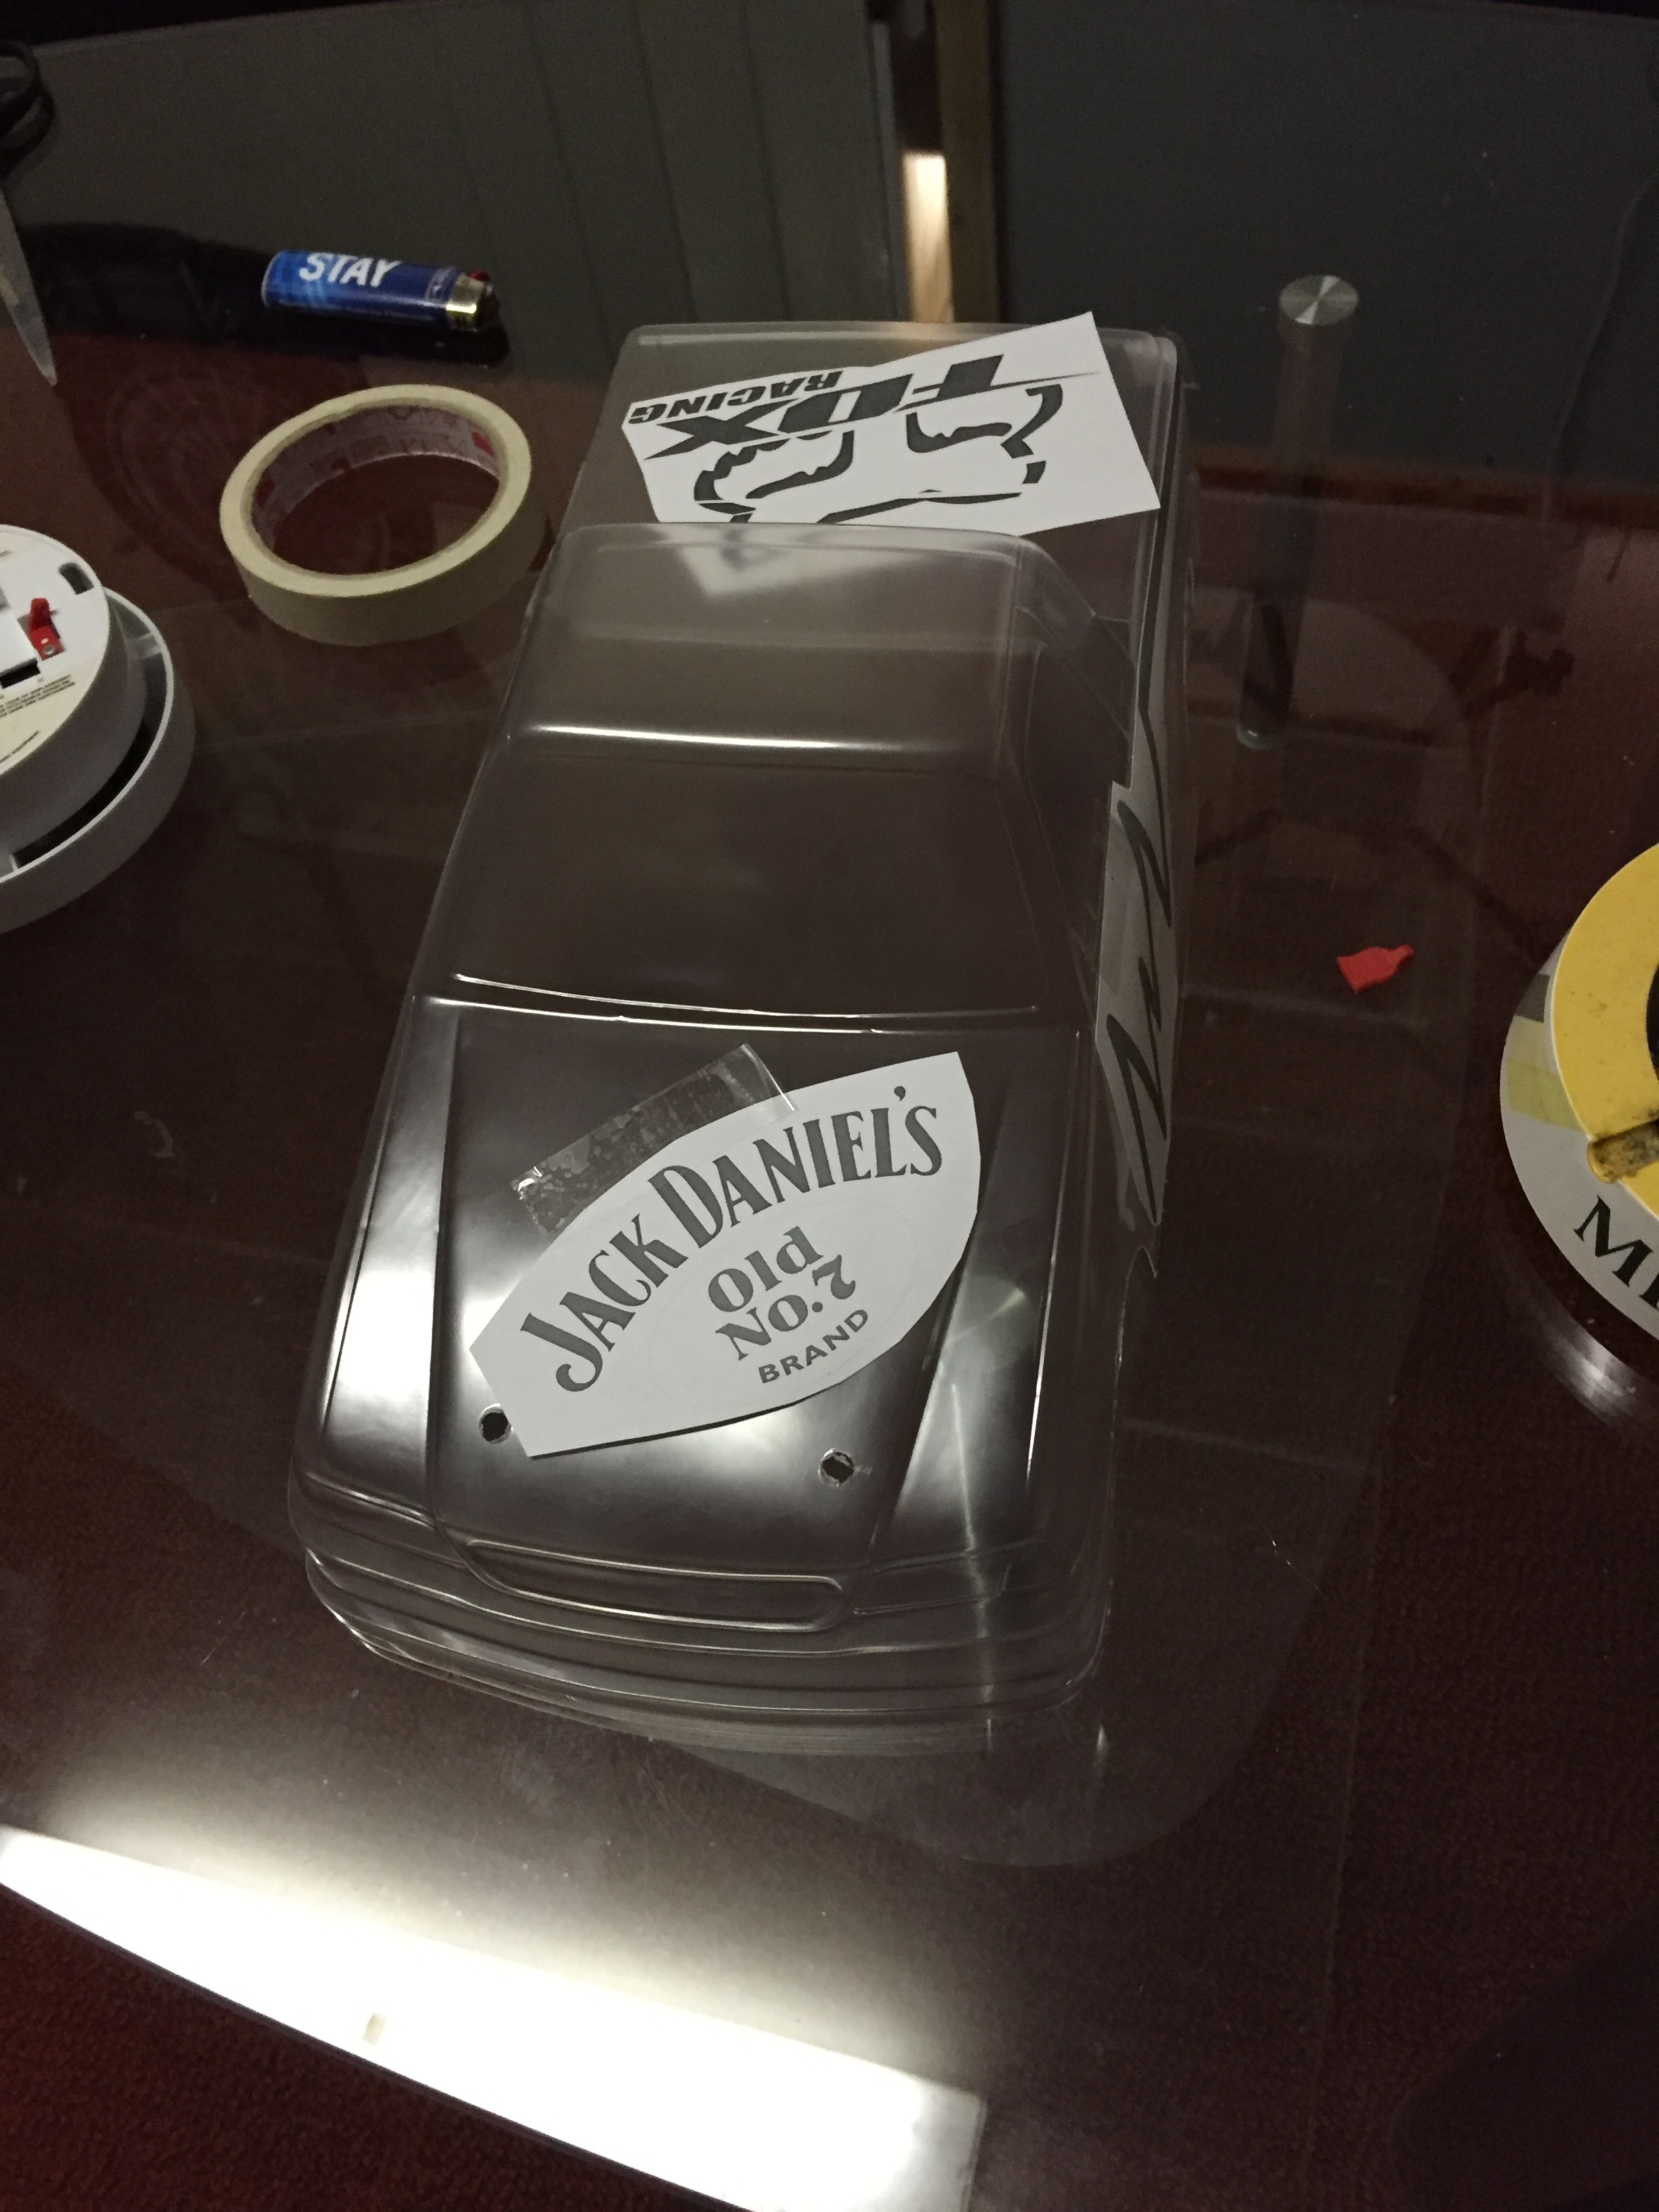 STAY
FOX
RACING
JACK DANIEL'S
Old
NO.7
BRAND